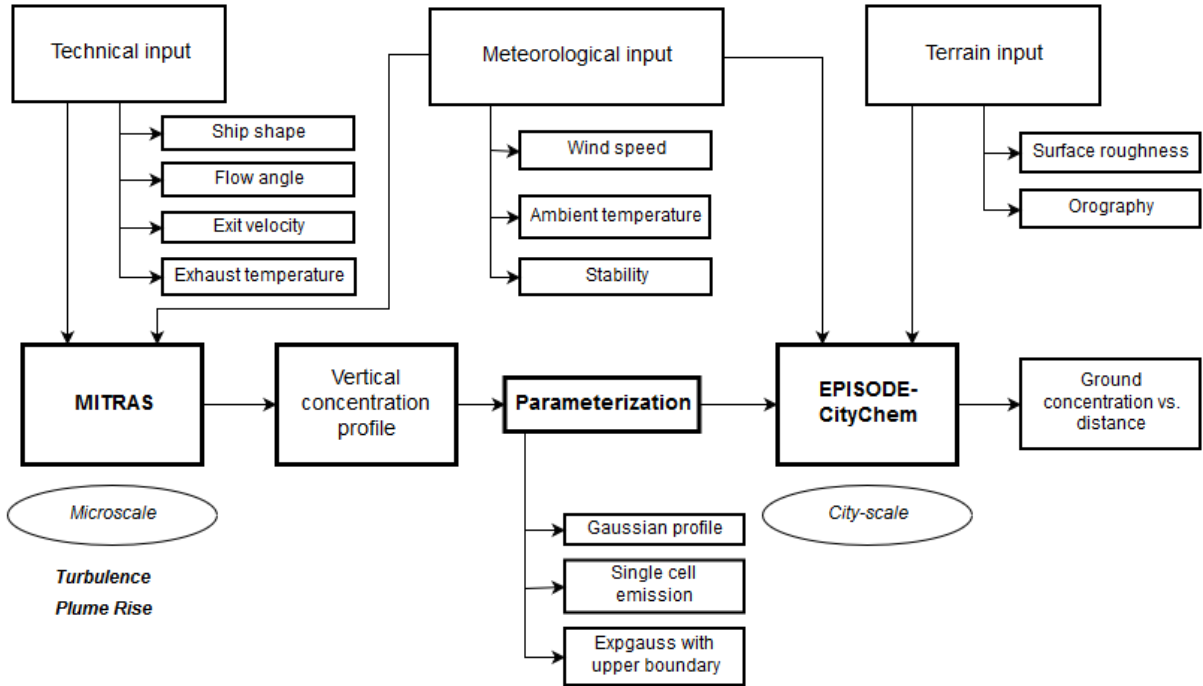 Technical input
Meteorological input
Terrain input
Ship shape
Flow angle
Exit velocity
Exhaust temperature
Wind speed
Ambient temperature
Stability
Surface roughness
Orography
MITRAS
Vertical
concentration
profile
Parameterization
EPISODE-
CityChem
Ground
concentration vs.
distance
Microscale
City-scale
Turbulence
Plume Rise
Gaussian profile
Single cell
emission
Expgauss with
upper boundary